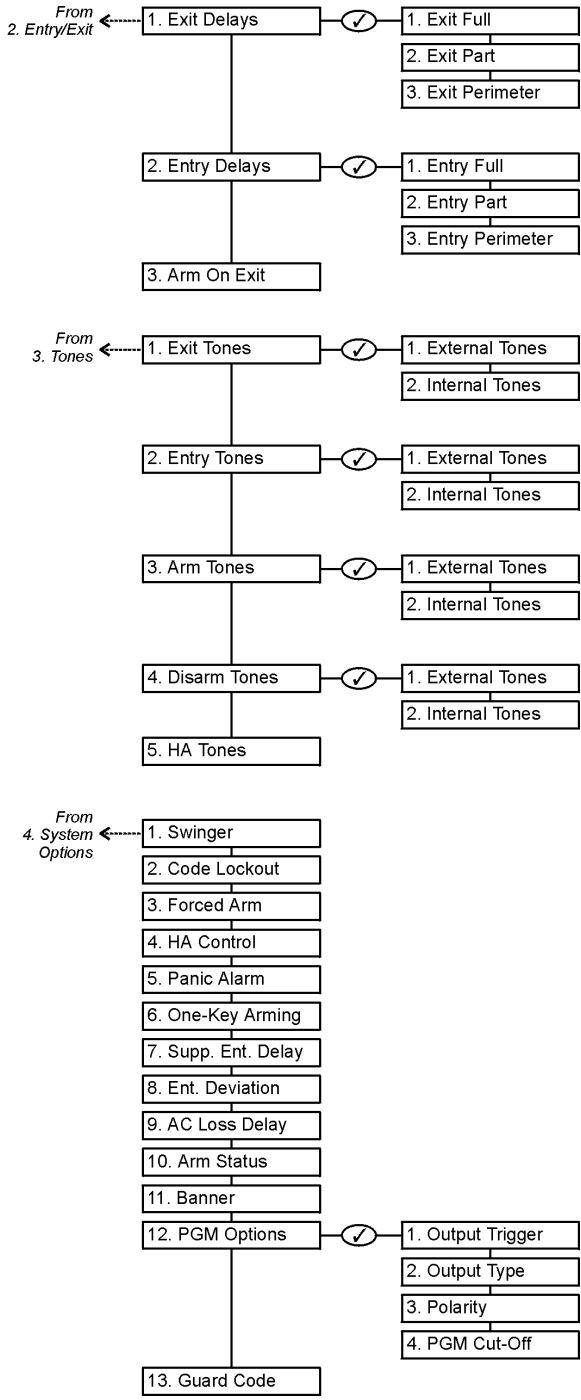 From
2. Entry/Exit
1. Exit Delays
1. Exit Full
2. Exit Part
3. Exit Perimeter
2. Entry Delays
1. Entry Full
2. Entry Part
3. Entry Perimeter
3. Arm On Exit
From
3. Tones
1. Exit Tones
1. External Tones
2. Internal Tones
2. Entry Tones
1. External Tones
2. Internal Tones
3. Arm Tones
1. External Tones
2. Internal Tones
4. Disarm Tones
1. External Tones
2. Internal Tones
5. HA Tones
From
4. System
Options
1. Swinger
2. Code Lockout
3. Forced Arm
4. HA Control
5. Panic Alarm
6. One-Key Arming
7. Supp. Ent. Delay
8. Ent. Deviation
9. AC Loss Delay
10. Arm Status
11. Banner
12. PGM Options
1. Output Trigger
2. Output Type
3. Polarity
4. PGM Cut-Off
13. Guard Code